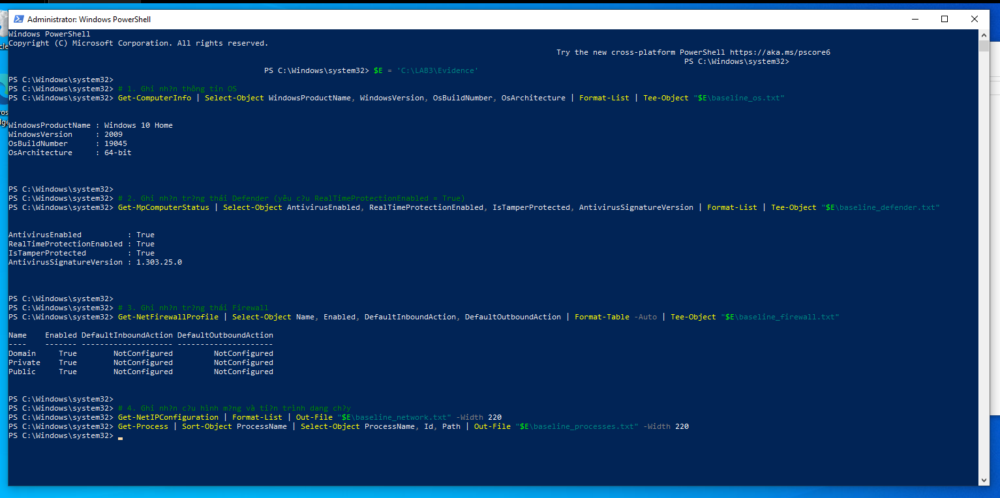 Administrator: Windows PowerShell
Windows PowerShell
Copyright (C) Microsoft Corporation. All rights reserved.
Try the new cross-platform PowerShell https://aka.ms/pscore6
PS C:\Windows\system32>
PS C:\Windows\system32> $E = 'C:\LAB3\Evidence'
PS C:\Windows\system32>
PS C:\Windows\system32> # 1. Ghi nh?n thông tin OS
PS C:\Windows\system32> Get-ComputerInfo | Select-Object WindowsProductName, WindowsVersion, OsBuildNumber, OsArchitecture | Format-List | Tee-Object "$E\baseline_os.txt"
WindowsProductName : Windows 10 Home
WindowsVersion     : 2009
OsBuildNumber      : 19045
OsArchitecture     : 64-bit
PS C:\Windows\system32>
PS C:\Windows\system32> # 2. Ghi nh?n tr?ng thái Defender (yêu c?u RealTimeProtectionEnabled = True)
PS C:\Windows\system32> Get-MpComputerStatus | Select-Object AntivirusEnabled, RealTimeProtectionEnabled, IsTamperProtected, AntivirusSignatureVersion | Format-List | Tee-Object "$E\baseline_defender.txt"
AntivirusEnabled          : True
RealTimeProtectionEnabled : True
IsTamperProtected         : True
AntivirusSignatureVersion : 1.303.25.0
PS C:\Windows\system32>
PS C:\Windows\system32> # 3. Ghi nh?n tr?ng thái Firewall
PS C:\Windows\system32> Get-NetFirewallProfile | Select-Object Name, Enabled, DefaultInboundAction, DefaultOutboundAction | Format-Table -Auto | Tee-Object "$E\baseline_firewall.txt"
Name    Enabled DefaultInboundAction DefaultOutboundAction
----    ------- -------------------- ---------------------
Domain     True        NotConfigured         NotConfigured
Private    True        NotConfigured         NotConfigured
Public     True        NotConfigured         NotConfigured
PS C:\Windows\system32>
PS C:\Windows\system32> # 4. Ghi nh?n c?u hình m?ng và ti?n trình dang ch?y
PS C:\Windows\system32> Get-NetIPConfiguration | Format-List | Out-File "$E\baseline_network.txt" -Width 220
PS C:\Windows\system32> Get-Process | Sort-Object ProcessName | Select-Object ProcessName, Id, Path | Out-File "$E\baseline_processes.txt" -Width 220
PS C:\Windows\system32>